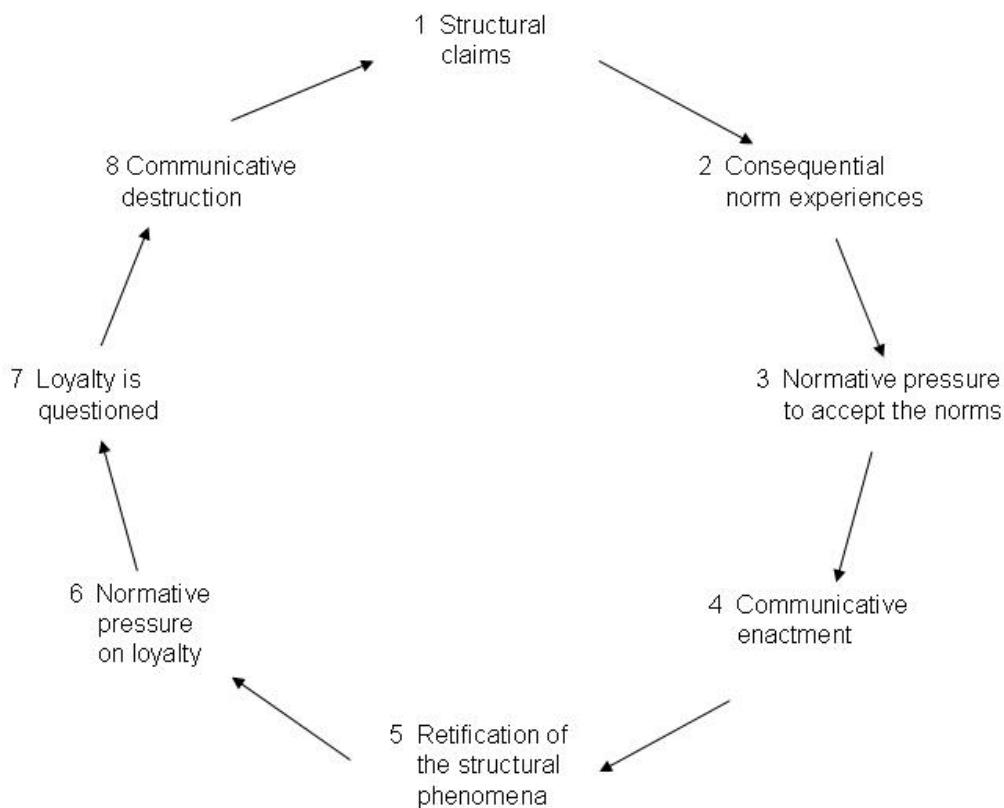 1 Structural
claims
2 Consequential
norm experiences
3 Normative pressure
to accept the norms
4 Communicative
enactment
5 Retification of
the structural
phenomena
6 Normative
pressure
on loyalty
7 Loyalty is
questioned
8 Communicative
destruction